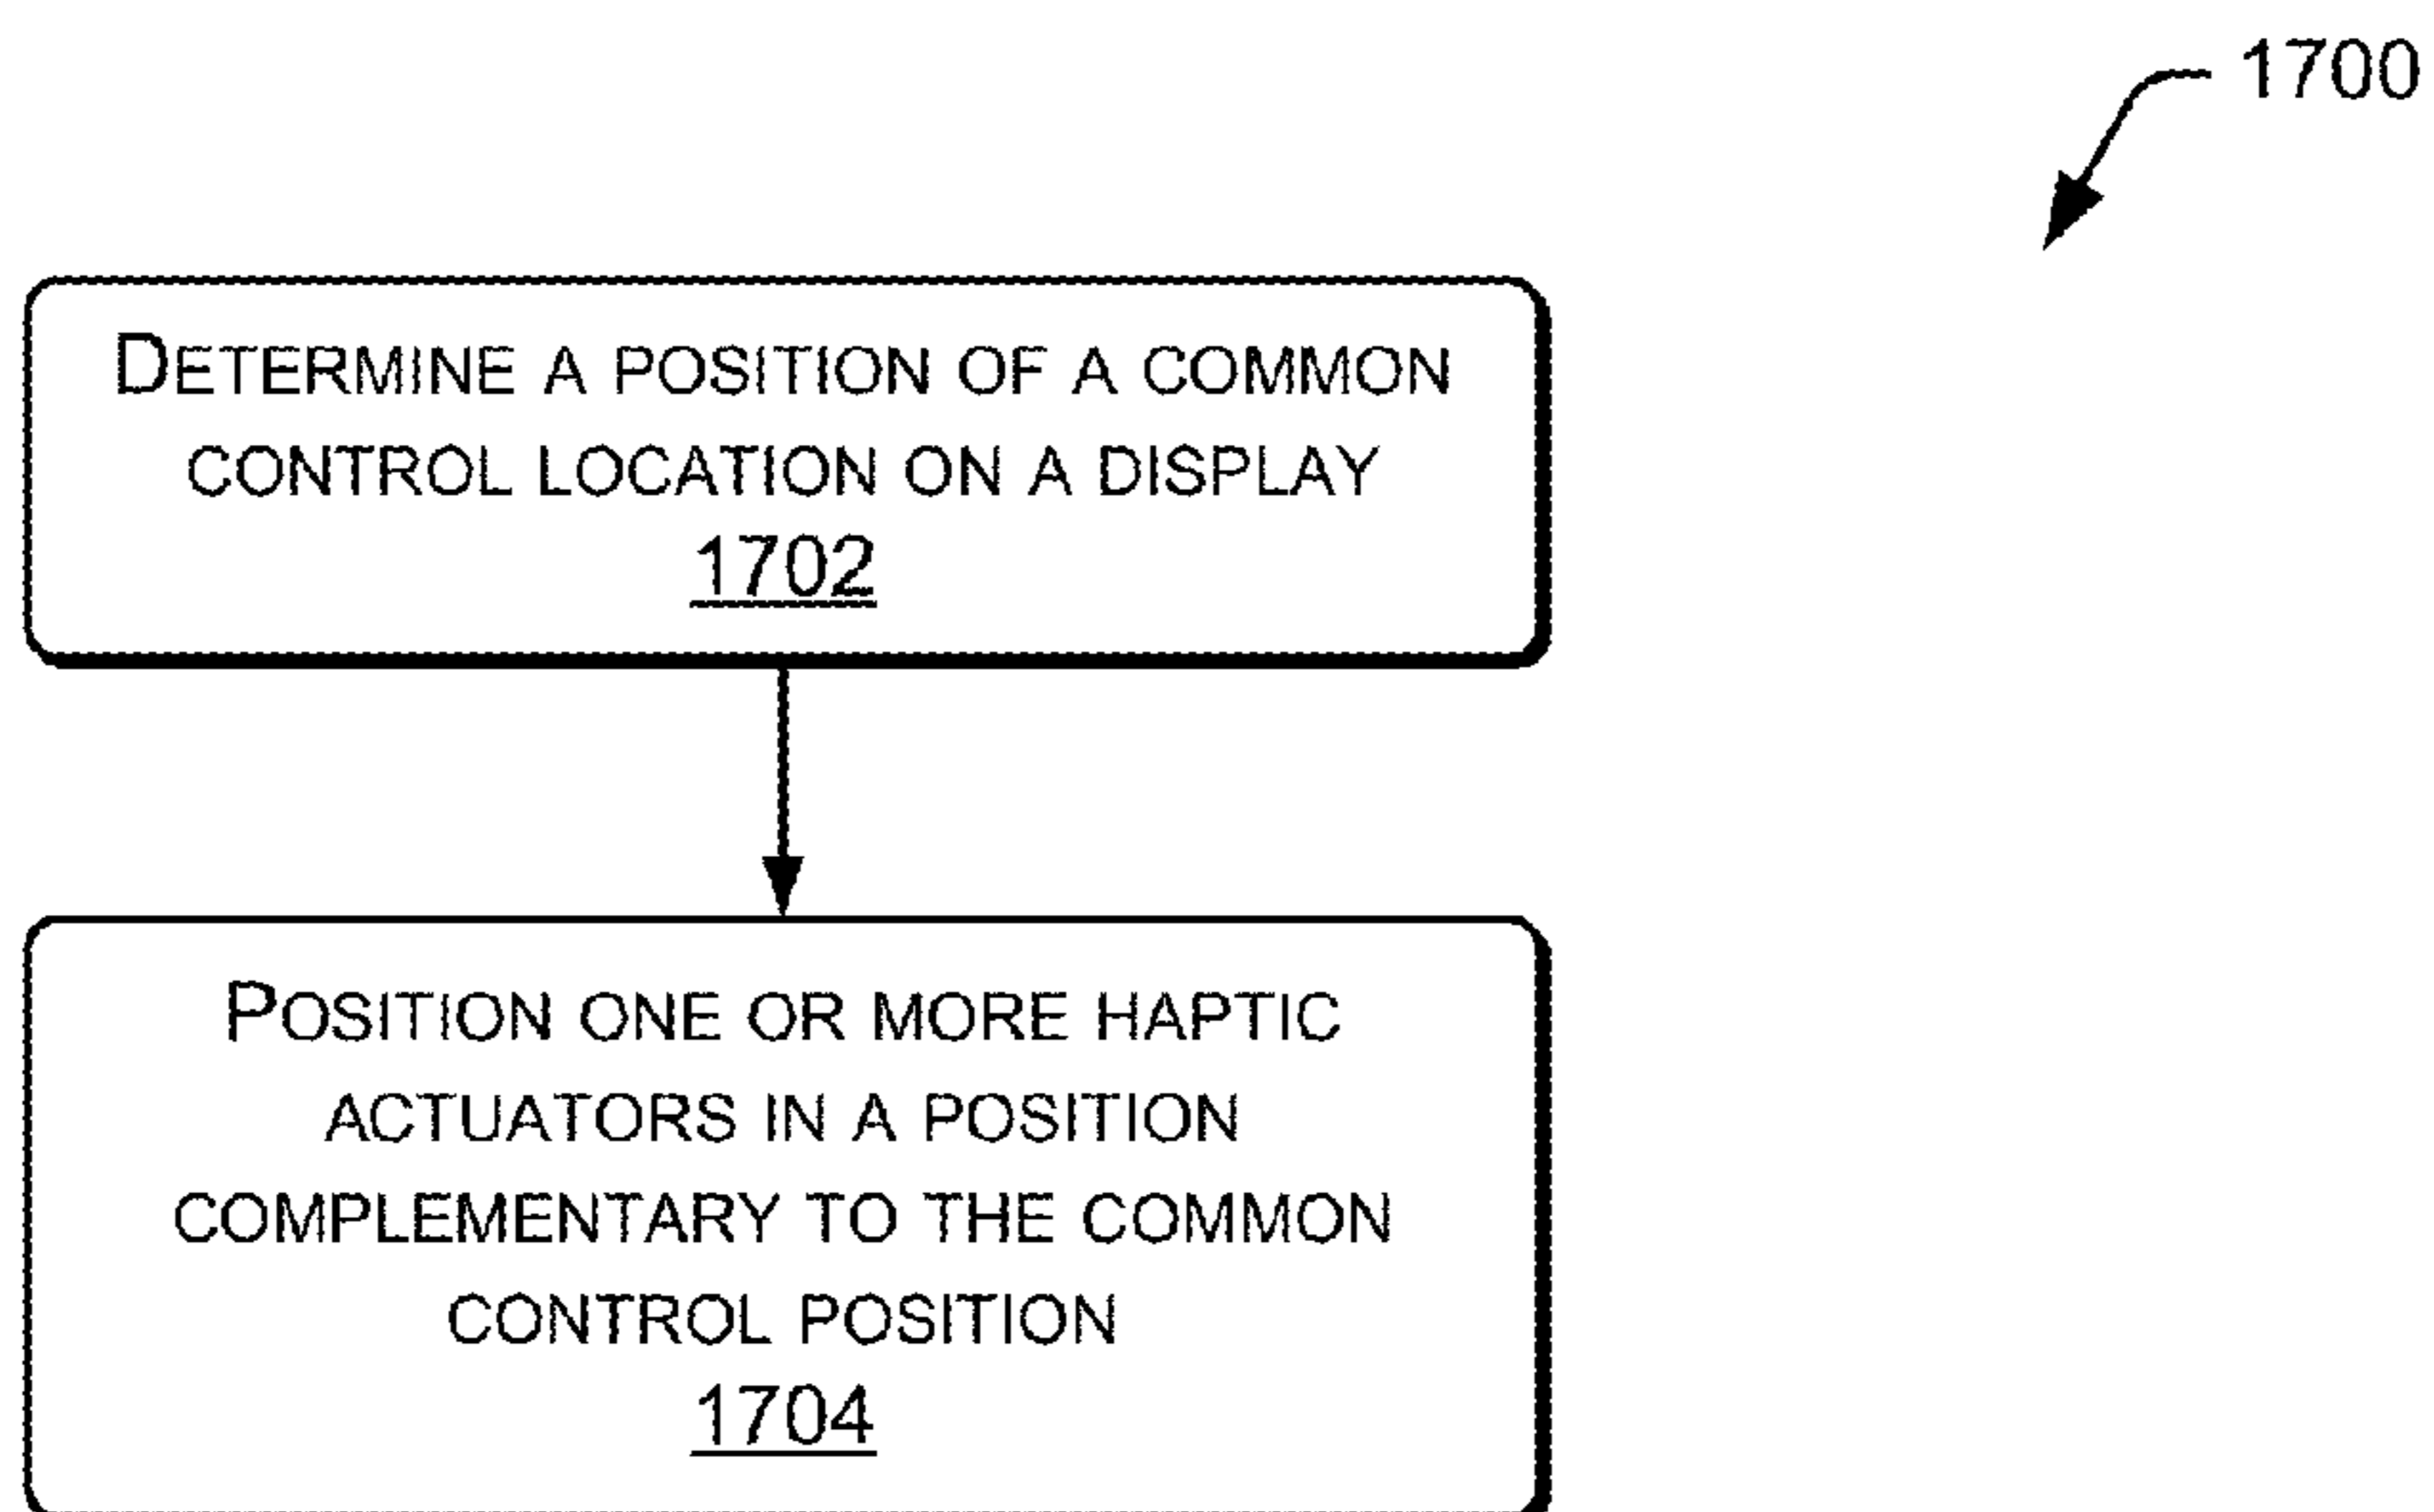 1700
DETERMINE A POSITION OF A COMMON
CONTROL LOCATION ON A DISPLAY
1702
POSITION ONE OR MORE HAPTIC
ACTUATORS IN A POSITION
COMPLEMENTARY TO THE COMMON
CONTROL POSITION
1704